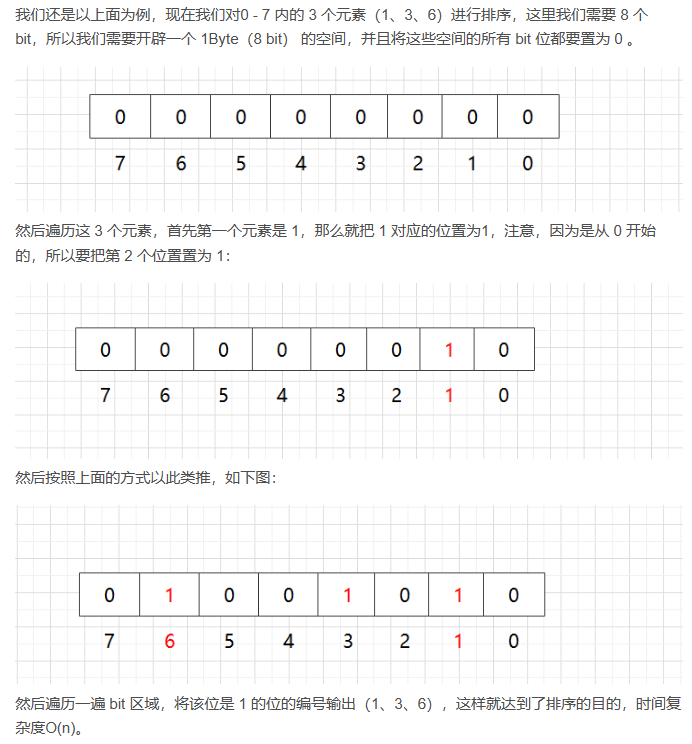 我们还是以上面为例，现在我们对0 - 7 内的 3 个元素（1、3、6）进行排序，这里我们需要 8 个
bit，所以我们需要开辟一个 1Byte（8 bit） 的空间，并且将这些空间的所有 bit 位都要置为 0 。
0 0 0 0 0 0 0 0
7 6 5 4 3 2 1 0
然后遍历这 3 个元素，首先第一个元素是 1，那么就把 1 对应的位置为1，注意，因为是从 0 开始
的，所以要把第 2 个位置置为 1：
0 0 0 0 0 0 1 0
7 6 5 4 3 2 1 0
然后按照上面的方式以此类推，如下图：
0 1 0 0 1 0 1 0
7 6 5 4 3 2 1 0
然后遍历一遍 bit 区域，将该位是 1 的位的编号输出（1、3、6），这样就达到了排序的目的，时间复
杂度O(n)。